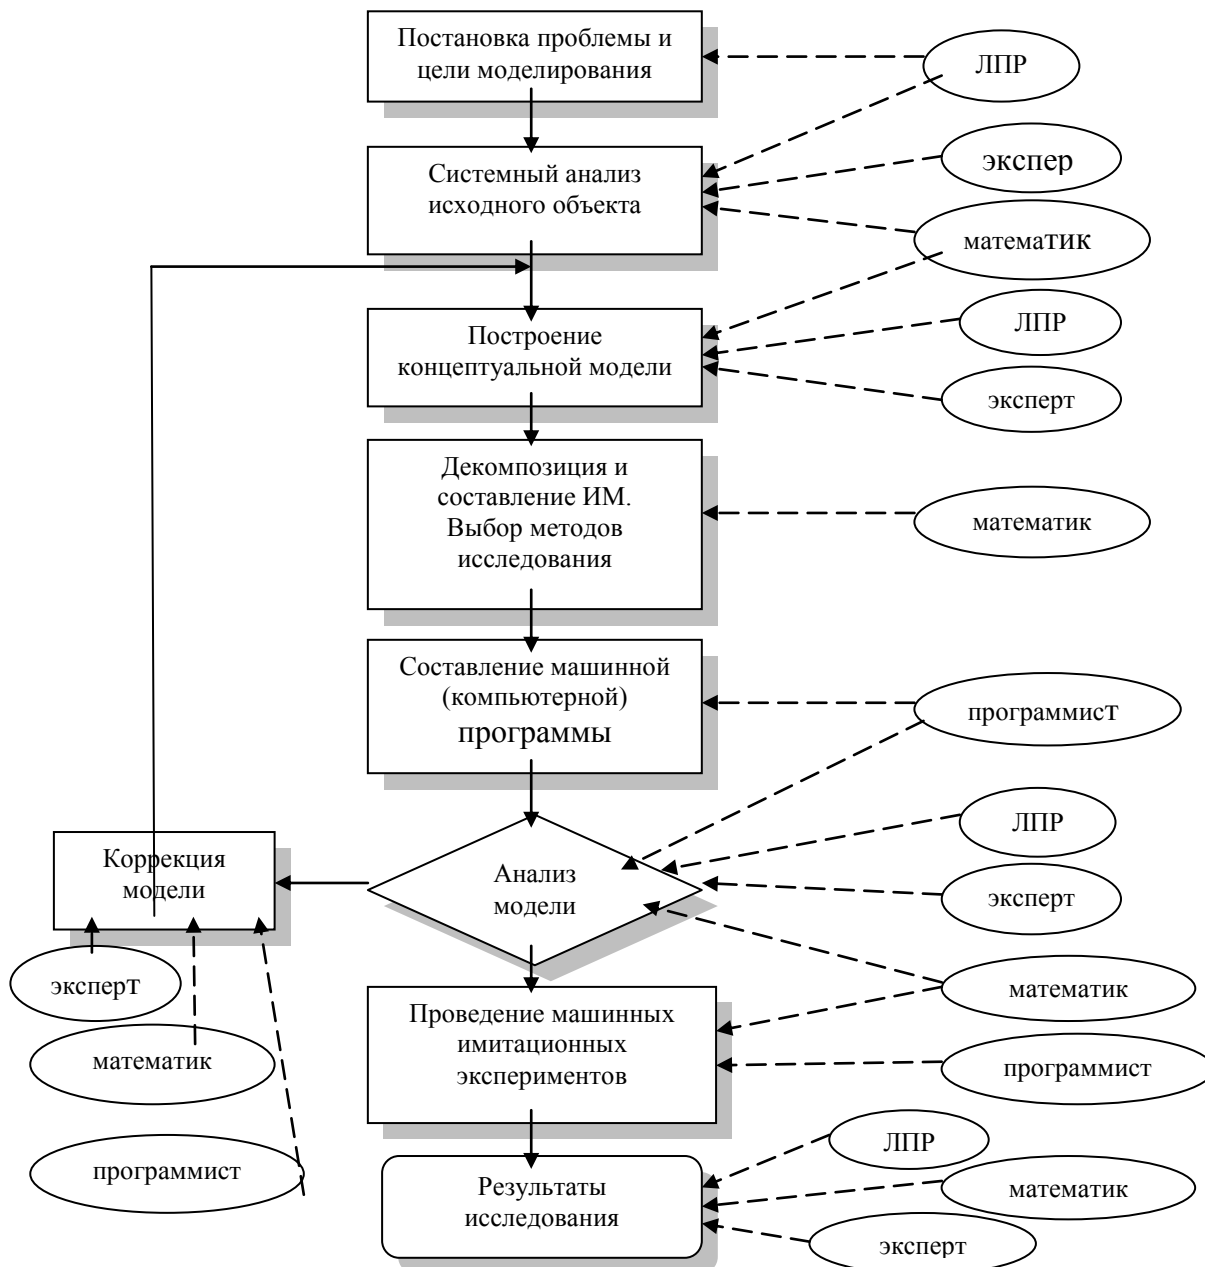 Постановка проблемы и
цели моделирования
ЛПР
Системный анализ
исходного объекта
экспер
математик
Построение
концептуальной модели
ЛПР
эксперт
Декомпозиция и
составление ИМ.
Выбор методов
исследования
математик
Составление машинной
(компьютерной)
программы
программист
ЛПР
Коррекция
модели
Анализ
модели
эксперт
эксперт
математик
программист
Проведение машинных
имитационных
экспериментов
математик
программист
Результаты
исследования
ЛПР
математик
эксперт